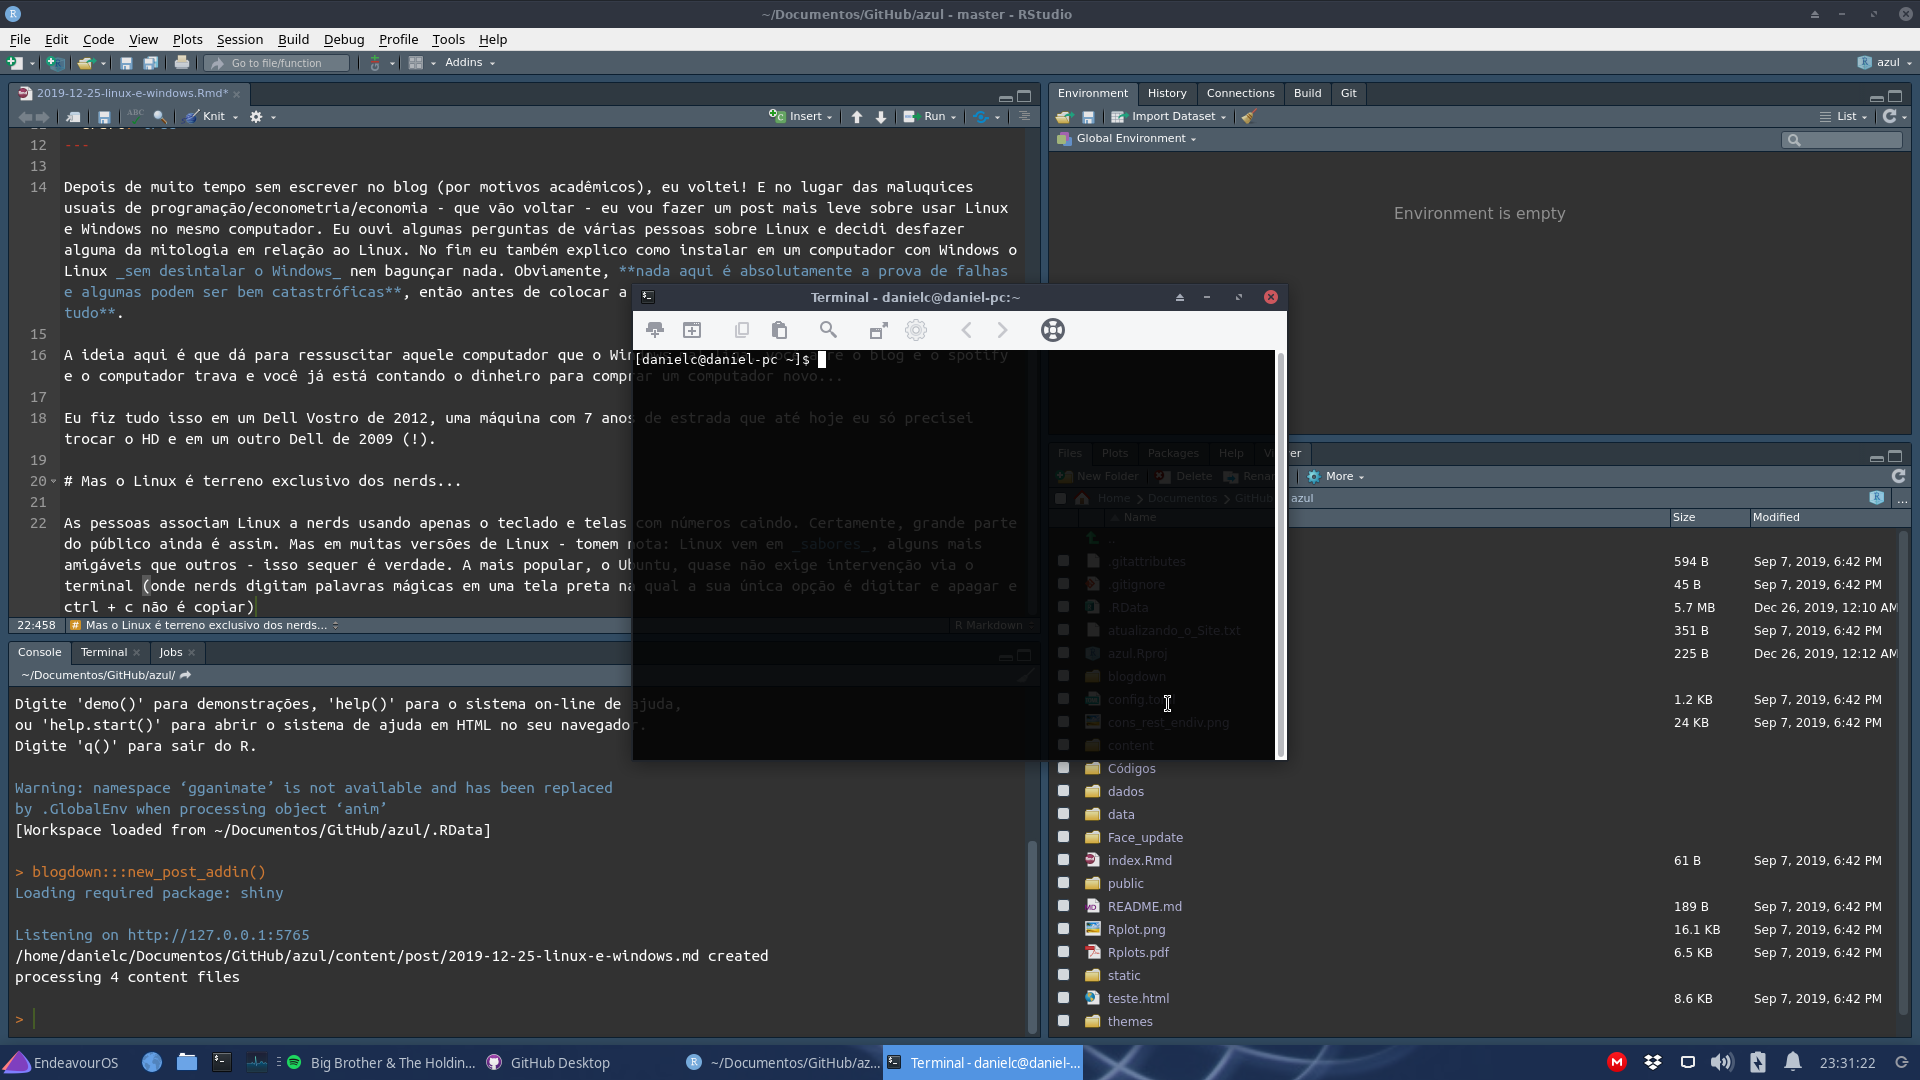 ~/Documentos/GitHub/azul - master - RStudio
File Edit Code View Plots Session Build Debug Profile Tools Help
Go to file/function
Addins
azul
2019-12-25-linux-e-windows.Rmd*
ABC
Knit
Insert
Run
12 ---
13
14 Depois de muito tempo sem escrever no blog (por motivos acadêmicos), eu voltei! E no lugar das maluquices
usuais de programação/econometria/economia - que vão voltar - eu vou fazer um post mais leve sobre usar Linux
e Windows no mesmo computador. Eu ouvi algumas perguntas de várias pessoas sobre Linux e decidi desfazer
alguma da mitologia em relação ao Linux. No fim eu também explico como instalar em um computador com Windows o
Linux _sem desintalar o Windows_ nem bagunçar nada. Obviamente, **nada aqui é absolutamente a prova de falhas
e algumas podem ser bem catastróficas**, então antes de colocar a
tudo**.
15
16 A ideia aqui é que dá para ressuscitar aquele computador que o Win re o blog e o spotify
e o computador trava e você já está contando o dinheiro para comprar um computador novo...
17
18 Eu fiz tudo isso em um Dell Vostro de 2012, uma máquina com 7 anos de estrada que até hoje eu só precisei
trocar o HD e em um outro Dell de 2009 (!).
19
20 # Mas o Linux é terreno exclusivo dos nerds...
21
22 As pessoas associam Linux a nerds usando apenas o teclado e telas com números caindo. Certamente, grande parte
do público ainda é assim. Mas em muitas versões de Linux - tomem nota: Linux vem em _sabores_, alguns mais
amigáveis que outros - isso sequer é verdade. A mais popular, o Ubuntu, quase não exige intervenção via o
terminal (onde nerds digitam palavras mágicas em uma tela preta na qual a sua única opção é digitar e apagar e
ctrl + c não é copiar)
22:458 # Mas o Linux é terreno exclusivo dos nerds... R Markdown
Console Terminal Jobs
~/Documentos/GitHub/azul/
Digite 'demo()' para demonstrações, 'help()' para o sistema on-line de ajuda,
ou 'help.start()' para abrir o sistema de ajuda em HTML no seu navegador.
Digite 'q()' para sair do R.
Warning: namespace ‘gganimate’ is not available and has been replaced
by .GlobalEnv when processing object ‘anim’
[Workspace loaded from ~/Documentos/GitHub/azul/.RData]
> blogdown:::new_post_addin()
Loading required package: shiny
Listening on http://127.0.0.1:5765
/home/danielc/Documentos/GitHub/azul/content/post/2019-12-25-linux-e-windows.md created
processing 4 content files
>
Terminal - danielc@daniel-pc:~
[danielc@daniel-pc ~]$
Environment History Connections Build Git
Import Dataset
List
Global Environment
Environment is empty
Files Plots Packages Help Viewer
New Folder Delete Rename More
Home Documentos GitHub azul
...
Name Size Modified
..
.gitattributes 594 B Sep 7, 2019, 6:42 PM
.gitignore 45 B Sep 7, 2019, 6:42 PM
.RData 5.7 MB Dec 26, 2019, 12:10 AM
atualizando_o_Site.txt 351 B Sep 7, 2019, 6:42 PM
azul.Rproj 225 B Dec 26, 2019, 12:12 AM
blogdown
config.toml 1.2 KB Sep 7, 2019, 6:42 PM
cons_rest_endiv.png 24 KB Sep 7, 2019, 6:42 PM
content
Códigos
dados
data
Face_update
index.Rmd 61 B Sep 7, 2019, 6:42 PM
public
README.md 189 B Sep 7, 2019, 6:42 PM
Rplot.png 16.1 KB Sep 7, 2019, 6:42 PM
Rplots.pdf 6.5 KB Sep 7, 2019, 6:42 PM
static
teste.html 8.6 KB Sep 7, 2019, 6:42 PM
themes
EndeavourOS
Big Brother & The Holdin...
GitHub Desktop
~/Documentos/GitHub/az...
Terminal - danielc@daniel-...
23:31:22